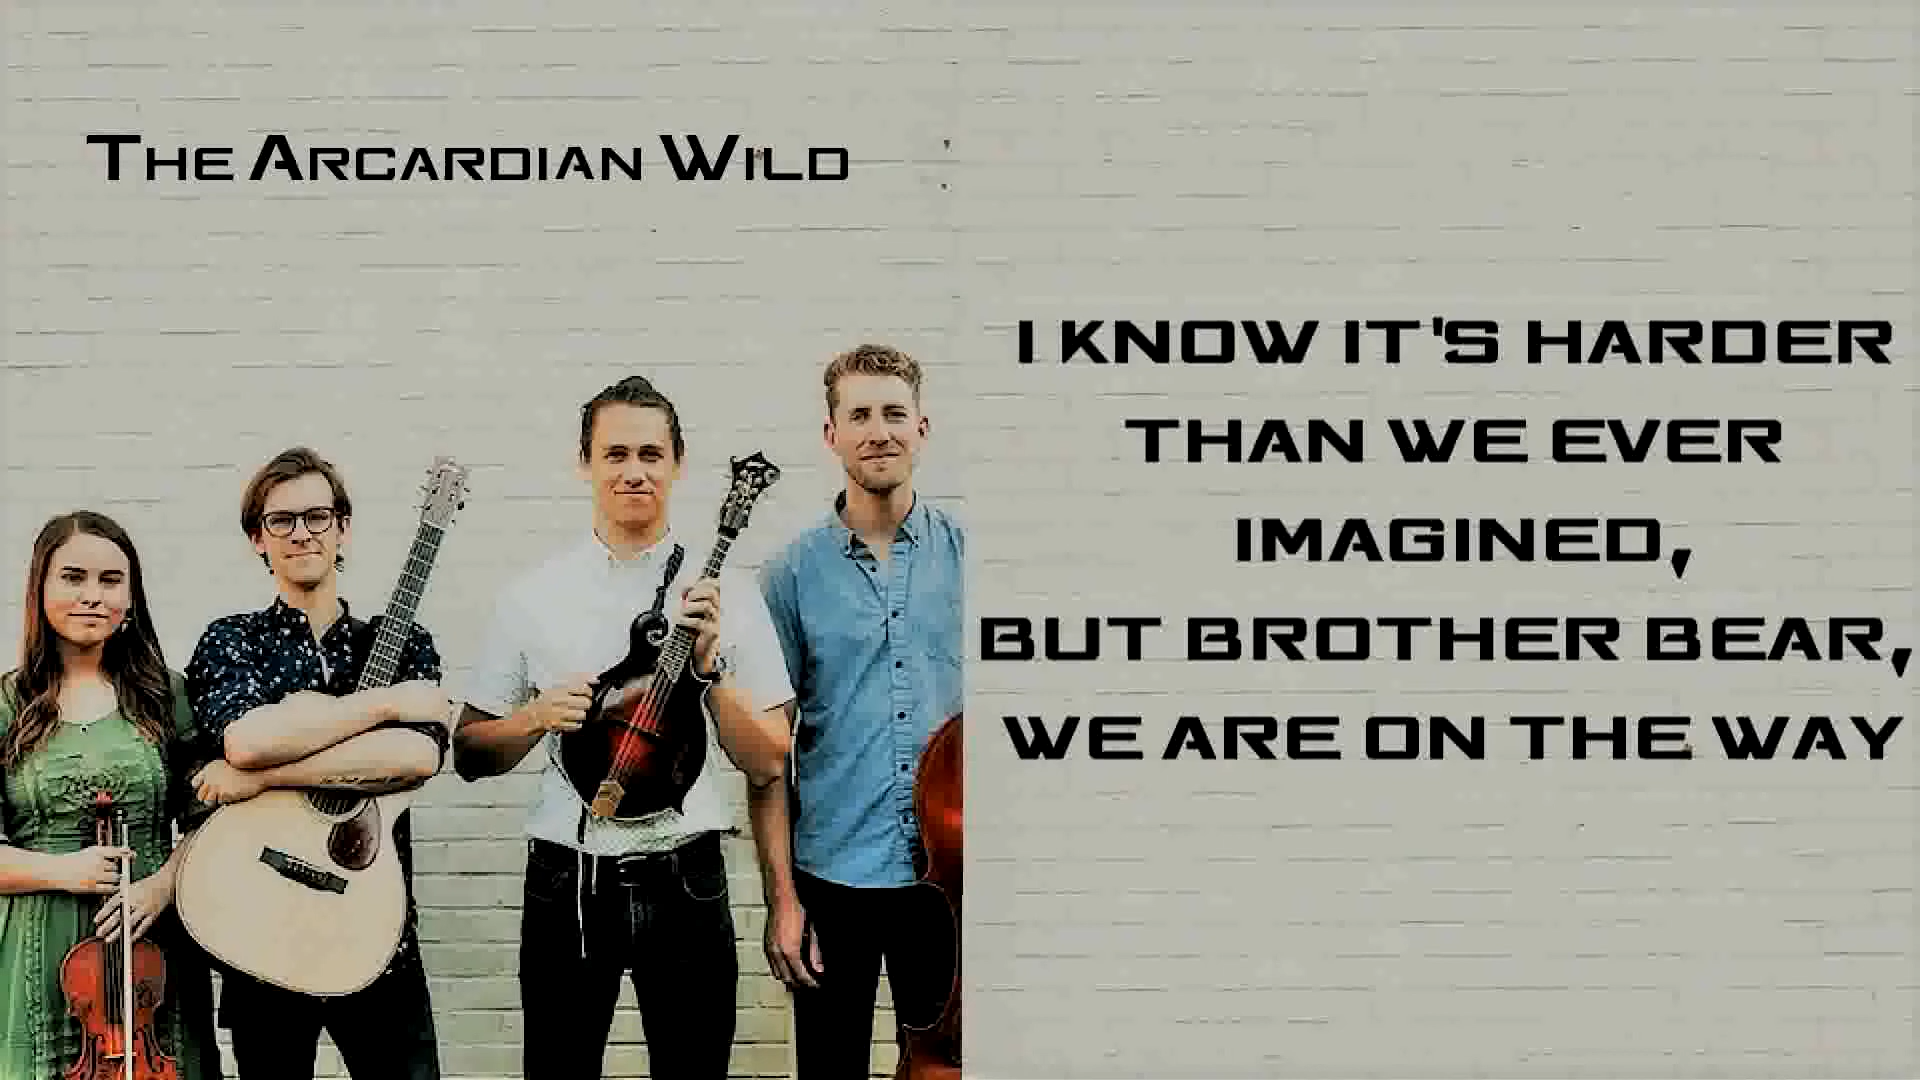 The Arcardian Wild
I KNOW IT'S HARDER
THAN WE EVER
IMAGINED,
BUT BROTHER BEAR,
WE ARE ON THE WAY